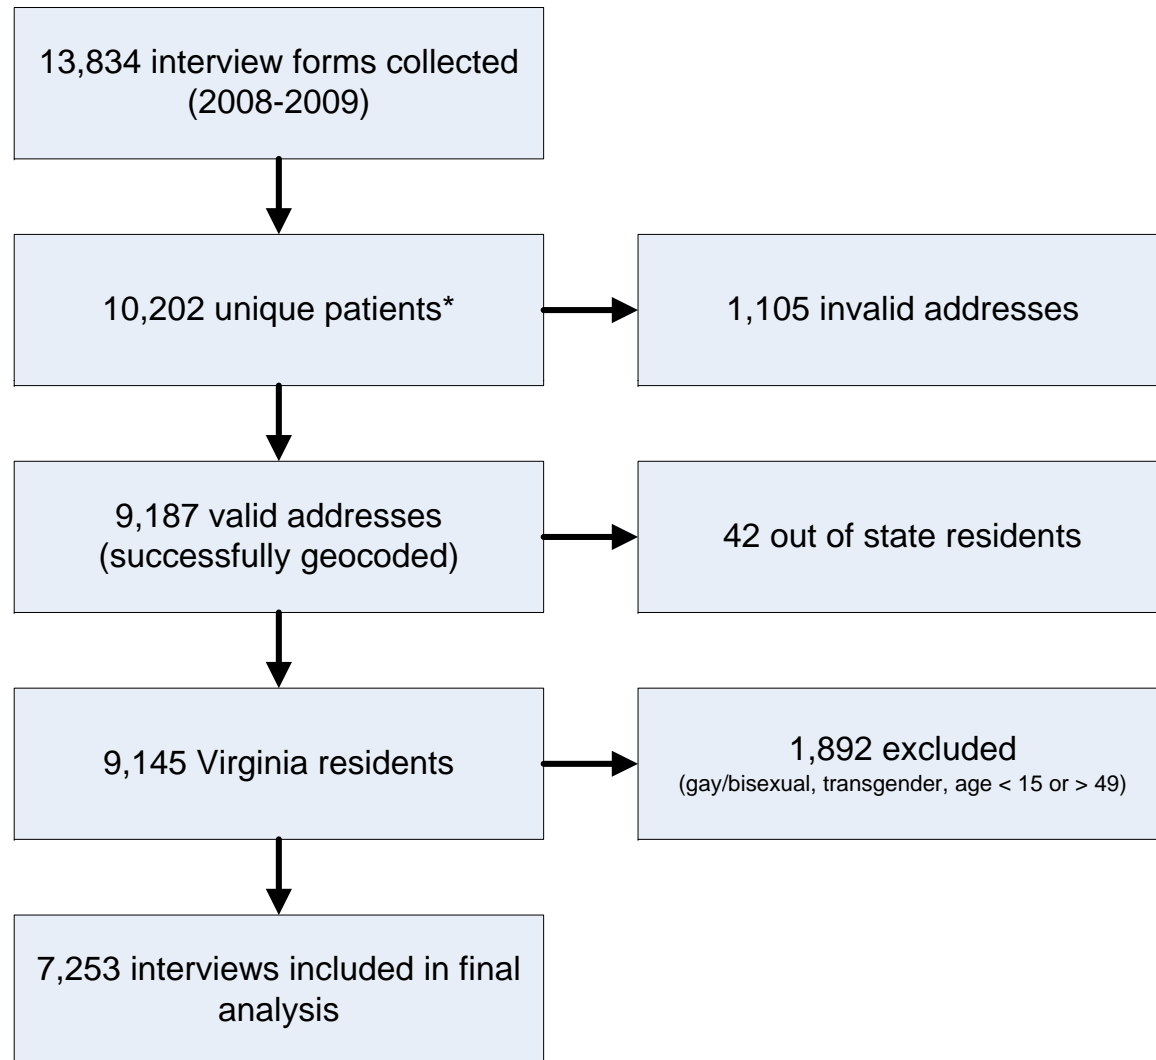 13,834 interview forms collected
(2008-2009)
10,202 unique patients*
1,105 invalid addresses
9,187 valid addresses
(successfully geocoded)
42 out of state residents
9,145 Virginia residents
1,892 excluded
(gay/bisexual, transgender, age < 15 or > 49)
7,253 interviews included in final
analysis